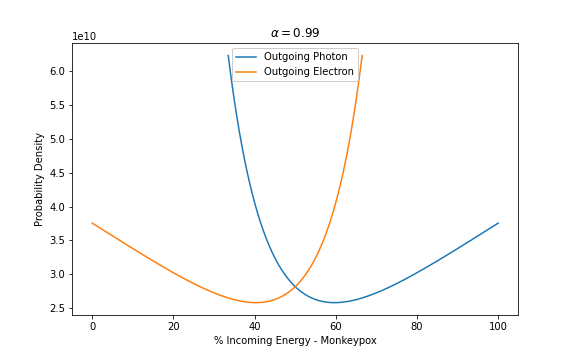 α = 0.99
1e10
Outgoing Photon
Outgoing Electron
6.0
5.5
5.0
4.5
4.0
3.5
3.0
2.5
Probability Density
0 20 40 60 80 100
% Incoming Energy - Monkeypox